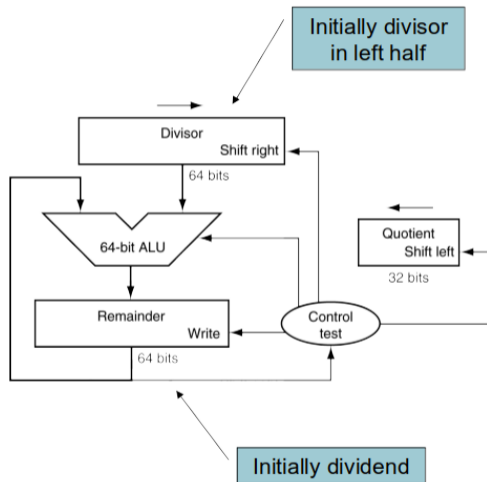 Initially divisor
in left half
Divisor
Shift right
64 bits
64-bit ALU
Quotient
Shift left
32 bits
Remainder
Write
Control
test
64 bits
Initially dividend